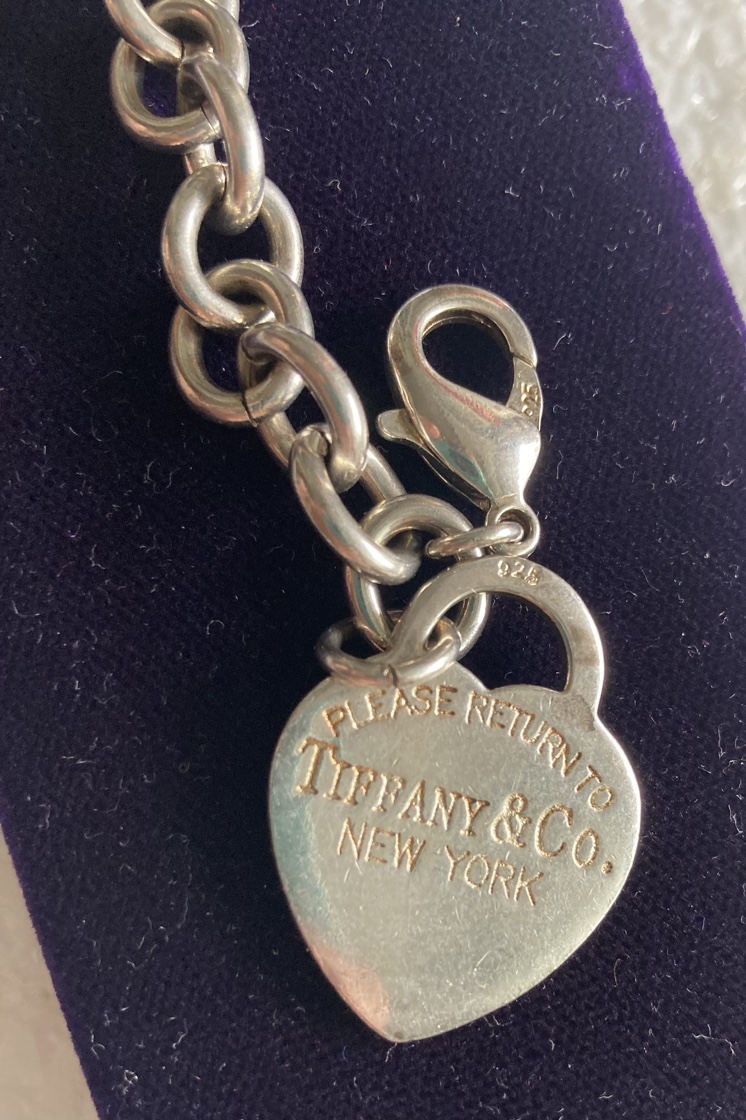 925
925
PLEASE RETURN TO
TIFFANY & CO.
NEW YORK